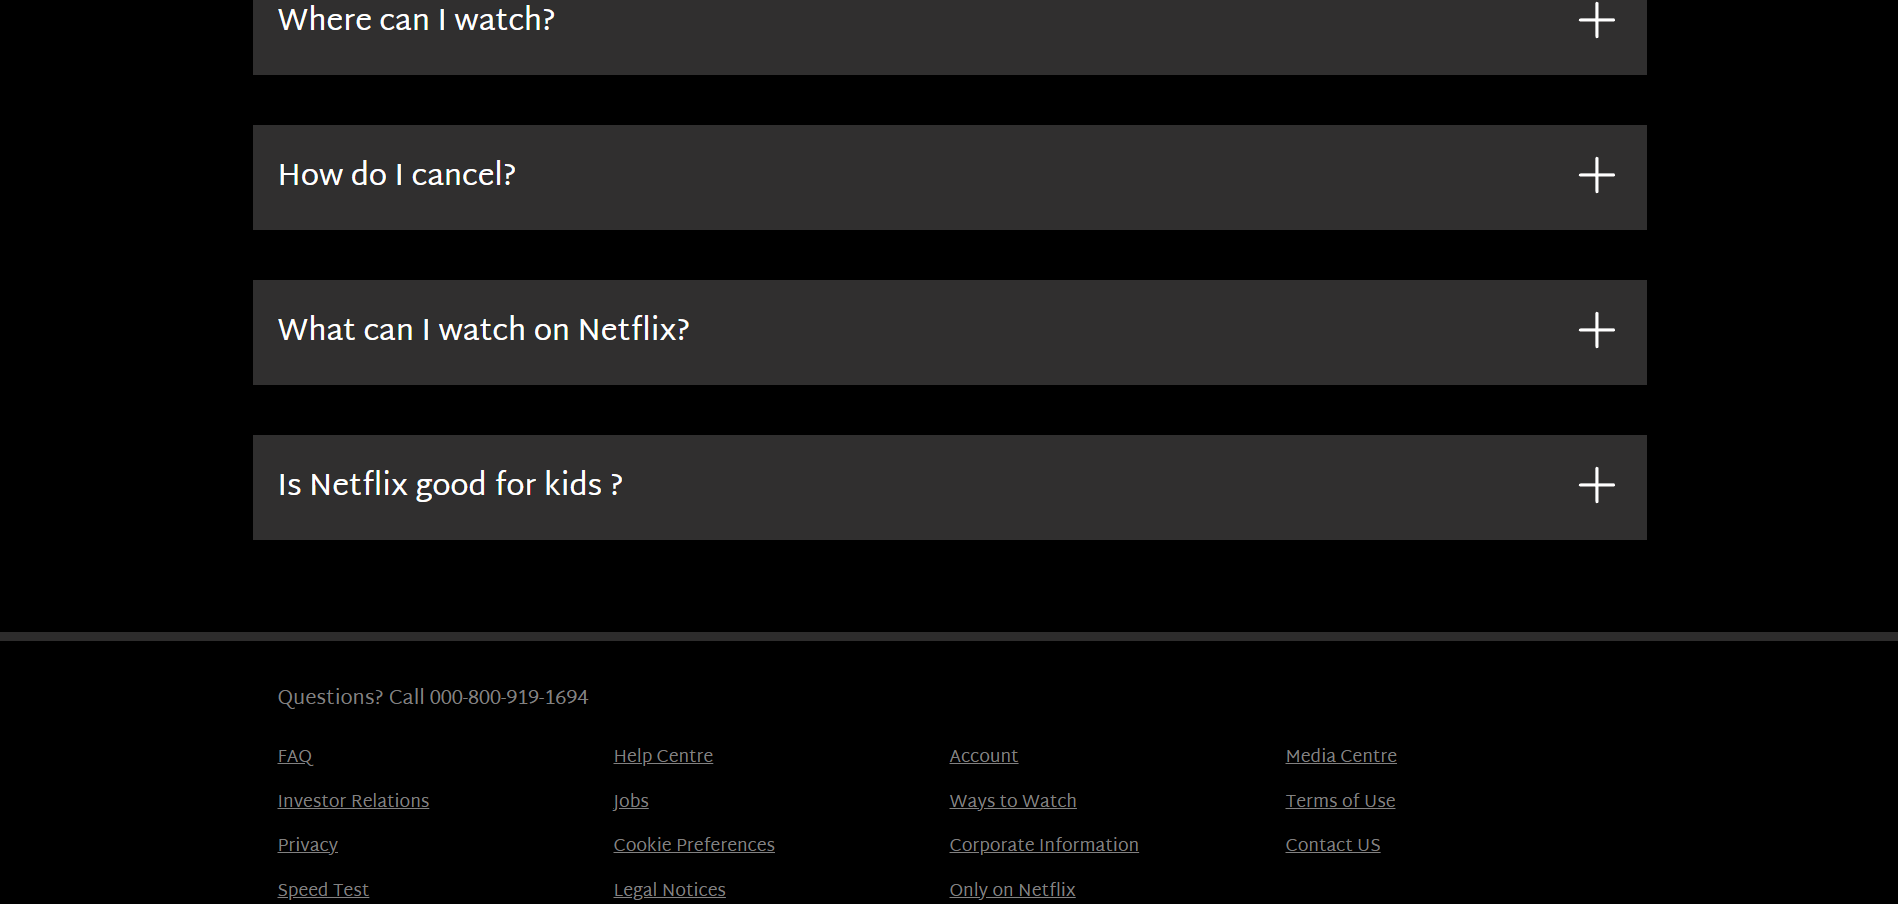 Where can I watch?
How do I cancel?
What can I watch on Netflix?
Is Netflix good for kids ?
Questions? Call 000-800-919-1694
FAQ
Help Centre
Account
Media Centre
Investor Relations
Jobs
Ways to Watch
Terms of Use
Privacy
Cookie Preferences
Corporate Information
Contact US
Speed Test
Legal Notices
Only on Netflix